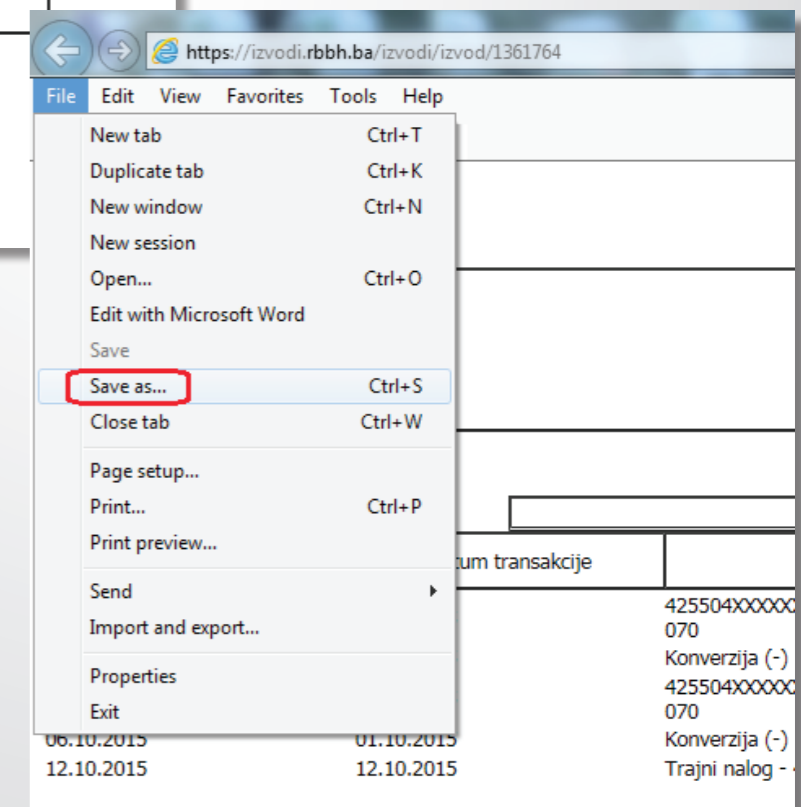 https://izvodi.rbbh.ba/izvodi/izvod/1361764
File Edit View Favorites Tools Help
New tab Ctrl+T
Duplicate tab Ctrl+K
New window Ctrl+N
New session
Open... Ctrl+O
Edit with Microsoft Word
Save
Save as... Ctrl+S
Close tab Ctrl+W
Page setup...
Print... Ctrl+P
Print preview...
Send
Import and export...
Properties
Exit
tum transakcije
425504XXXXXX
070
Konverzija (-)
425504XXXXXX
070
06.10.2015 01.10.2015 Konverzija (-)
12.10.2015 12.10.2015 Trajni nalog -